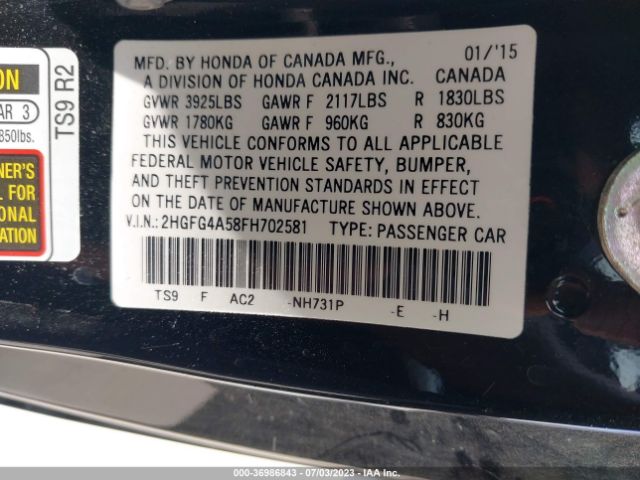 MFD. BY HONDA OF CANADA MFG., 01/'15
A DIVISION OF HONDA CANADA INC. CANADA
GVWR 3925LBS GAWR F 2117LBS R 1830LBS
GVWR 1780KG GAWR F 960KG R 830KG
THIS VEHICLE CONFORMS TO ALL APPLICABLE
FEDERAL MOTOR VEHICLE SAFETY, BUMPER,
AND THEFT PREVENTION STANDARDS IN EFFECT
ON THE DATE OF MANUFACTURE SHOWN ABOVE.
V.I.N.: 2HGFG4A58FH702581 TYPE: PASSENGER CAR
TS9 F AC2 -NH731P -E -H
ON
AR 3
850lbs.
NER'S
L FOR
ONAL
ATION
TS9 R2
000-36986843 / 07/03/2023 - IAA Inc.